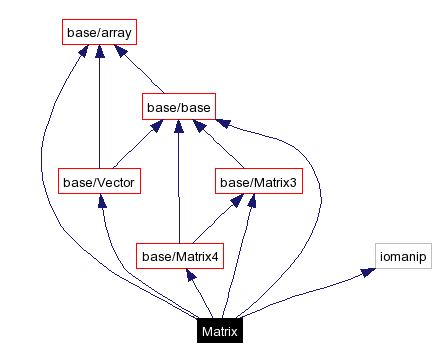 base/array
base/base
base/Vector
base/Matrix3
base/Matrix4
iomanip
Matrix